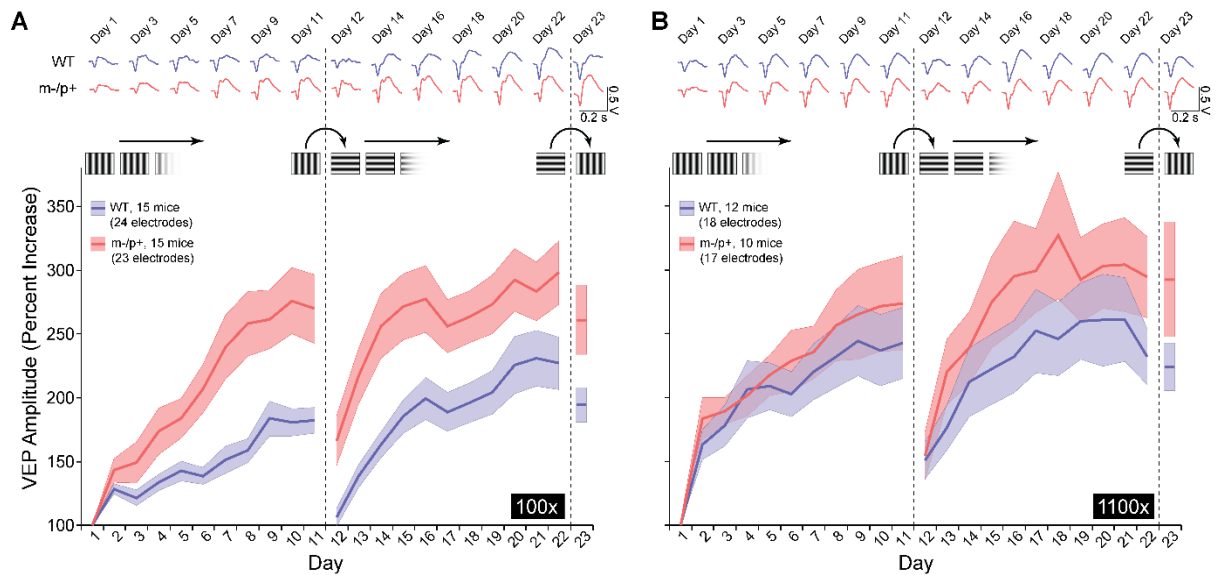 A
Day 1 Day 3 Day 5 Day 7 Day 9 Day 11 Day 12 Day 14 Day 16 Day 18 Day 20 Day 22 Day 23
WT
m-/p+
0.5 V
0.2 s
VEP Amplitude (Percent Increase)
350
300
250
200
150
100
WT, 15 mice
(24 electrodes)
m-/p+, 15 mice
(23 electrodes)
100x
1 2 3 4 5 6 7 8 9 10 11 12 13 14 15 16 17 18 19 20 21 22 23
Day
B
Day 1 Day 3 Day 5 Day 7 Day 9 Day 11 Day 12 Day 14 Day 16 Day 18 Day 20 Day 22 Day 23
0.5 V
0.2 s
WT, 12 mice
(18 electrodes)
m-/p+, 10 mice
(17 electrodes)
1100x
1 2 3 4 5 6 7 8 9 10 11 12 13 14 15 16 17 18 19 20 21 22 23
Day